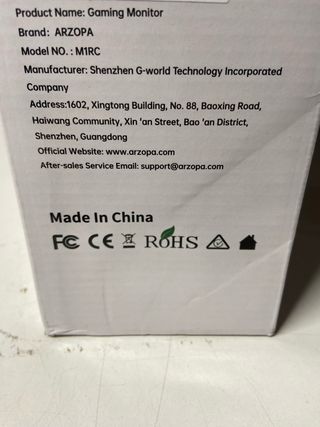 Product Name: Gaming Monitor
Brand: ARZOPA
Model NO. : M1RC
Manufacturer: Shenzhen G-world Technology Incorporated
Company
Address:1602, Xingtong Building, No. 88, Baoxing Road,
Haiwang Community, Xin 'an Street, Bao 'an District,
Shenzhen, Guangdong
Official Website: www.arzopa.com
After-sales Service Email: support@arzopa.com
Made In China
FC CE RoHS